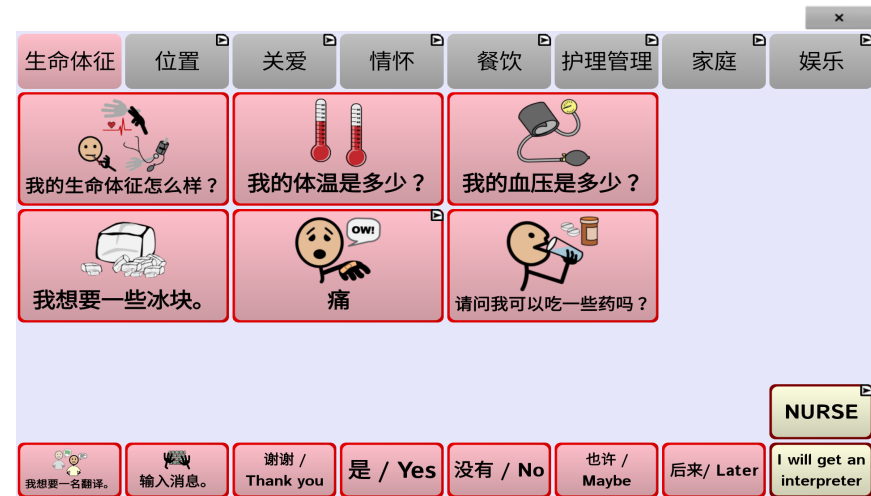 ×
生命体征
位置
关爱
情怀
餐饮
护理管理
家庭
娱乐
我的生命体征怎么样？
我的体温是多少？
我的血压是多少？
我想要一些冰块。
OW!
痛
请问我可以吃一些药吗？
NURSE
我想要一名翻译。
输入消息。
谢谢 /
Thank you
是 / Yes
没有 / No
也许 /
Maybe
后来/ Later
I will get an
interpreter